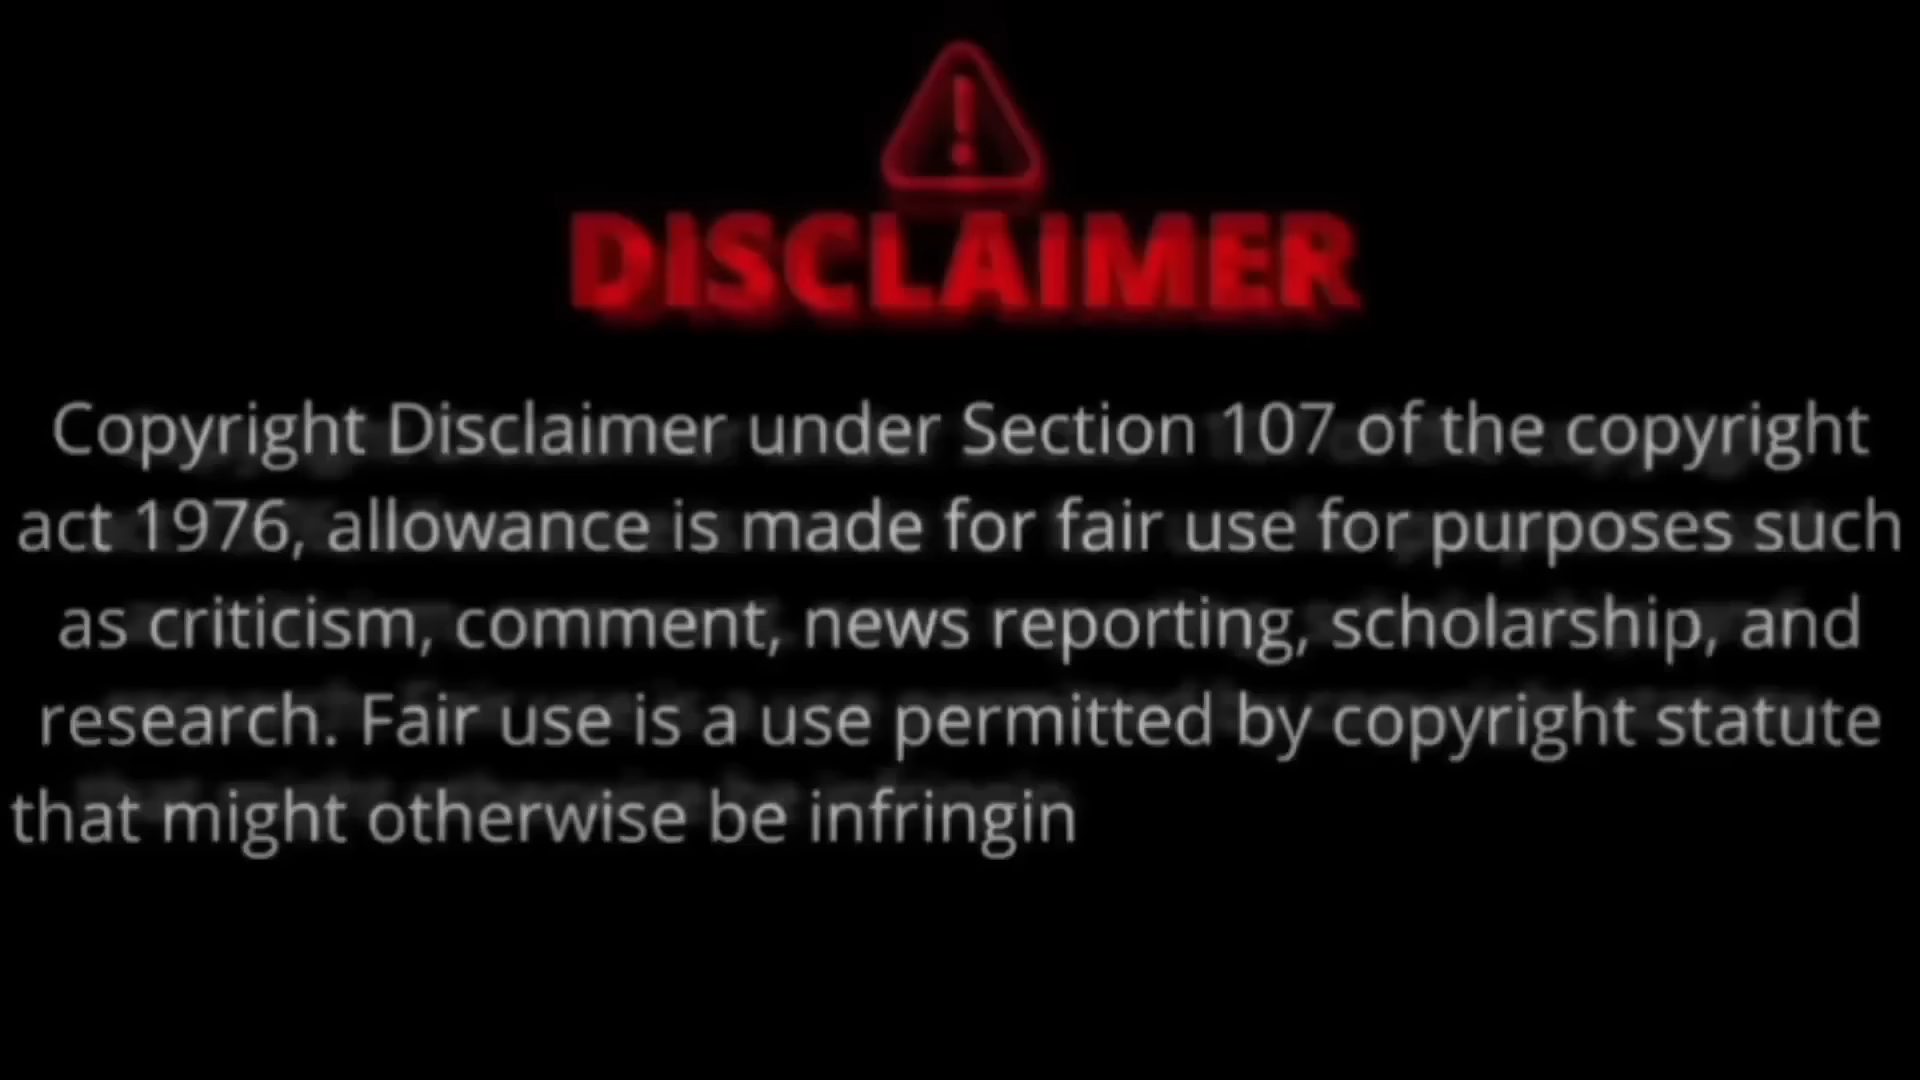 DISCLAIMER
Copyright Disclaimer under Section 107 of the copyright
act 1976, allowance is made for fair use for purposes such
as criticism, comment, news reporting, scholarship, and
research. Fair use is a use permitted by copyright statute
that might otherwise be infringin